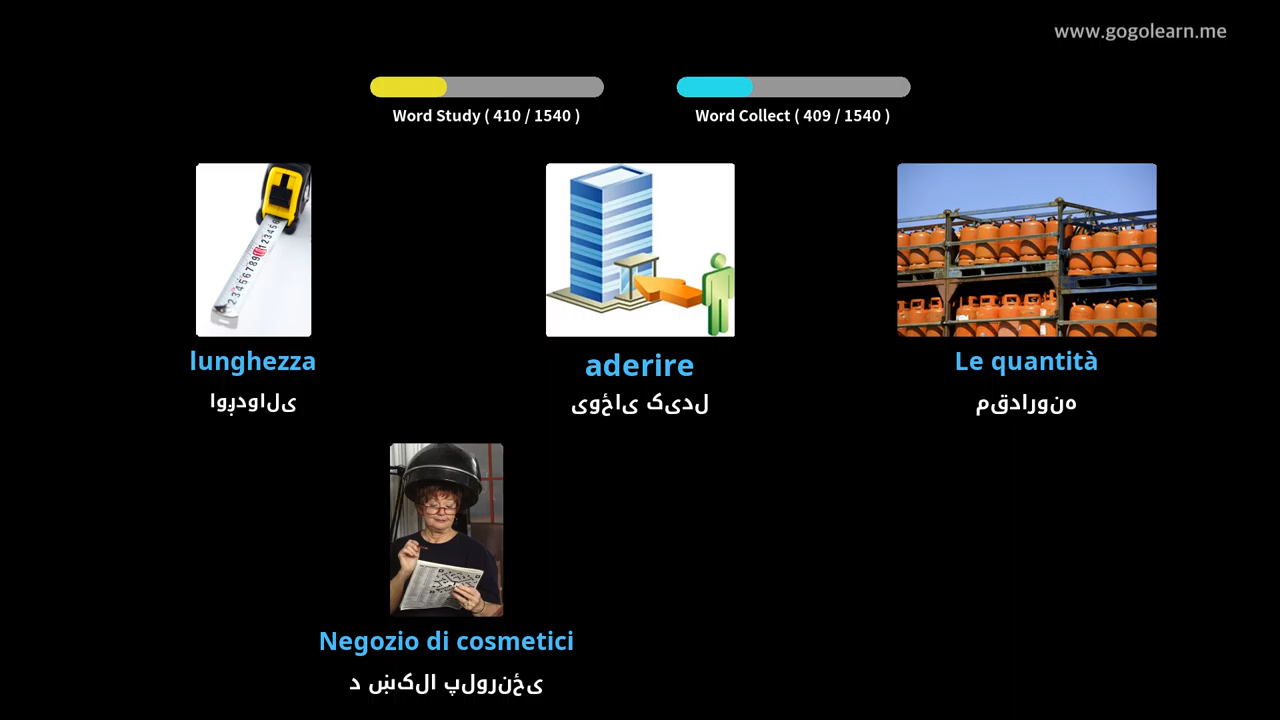 www.gogolearn.me
Word Study ( 410 / 1540 )
Word Collect ( 409 / 1540 )
lunghezza
اوږدوالی
aderire
یوځای کیدل
Le quantità
مقدارونه
Negozio di cosmetici
د ښکلا پلورنځی